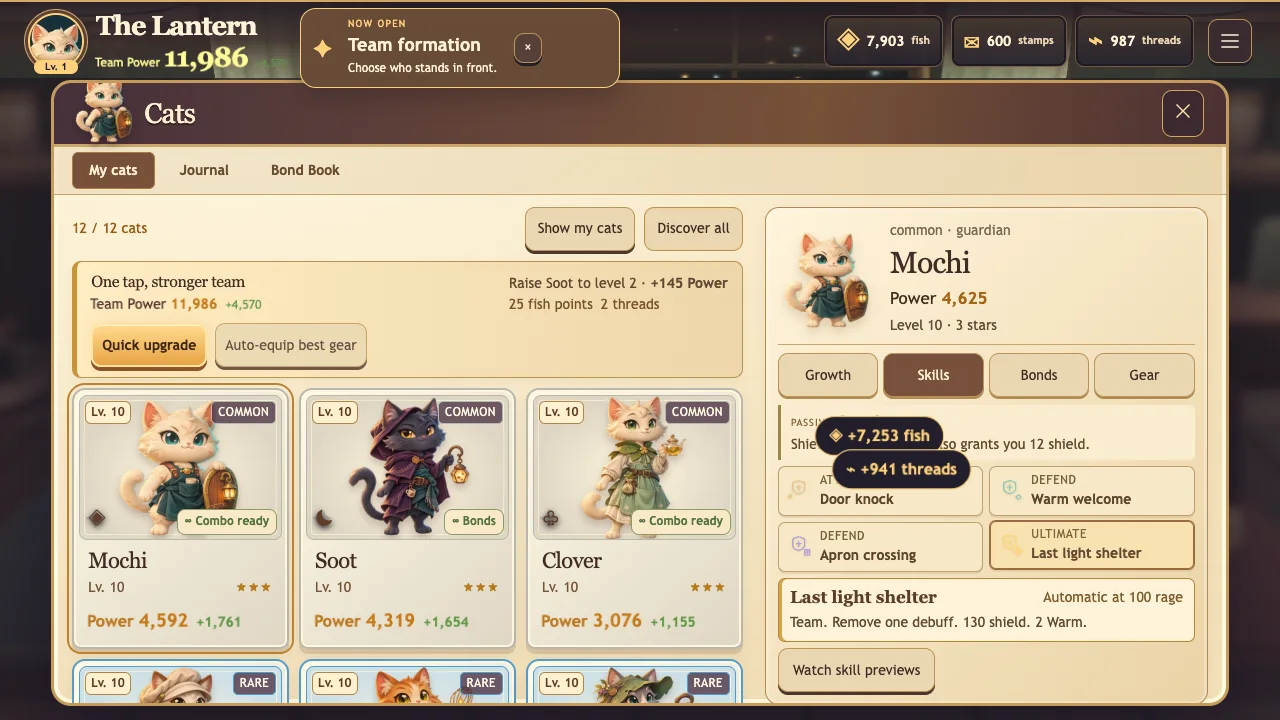 The Lantern
Team Power 11,986
Lv. 1
NOW OPEN
Team formation
Choose who stands in front.
×
7,903 fish
600 stamps
987 threads
Cats
My cats
Journal
Bond Book
12 / 12 cats
Show my cats
Discover all
One tap, stronger team
Team Power 11,986 +4,570
Raise Soot to level 2 · +145 Power
25 fish points 2 threads
Quick upgrade
Auto-equip best gear
Lv. 10
COMMON
∞ Combo ready
Mochi
Lv. 10 ★★★
Power 4,592 +1,761
Lv. 10
COMMON
∞ Bonds
Soot
Lv. 10 ★★★
Power 4,319 +1,654
Lv. 10
COMMON
∞ Combo ready
Clover
Lv. 10 ★★★
Power 3,076 +1,155
Lv. 10
RARE
Lv. 10
RARE
Lv. 10
RARE
common · guardian
Mochi
Power 4,625
Level 10 · 3 stars
Growth
Skills
Bonds
Gear
grants you 12 shield.
+7,253 fish
+941 threads
Door knock
DEFEND
Warm welcome
DEFEND
Apron crossing
ULTIMATE
Last light shelter
Last light shelter
Automatic at 100 rage
Team. Remove one debuff. 130 shield. 2 Warm.
Watch skill previews